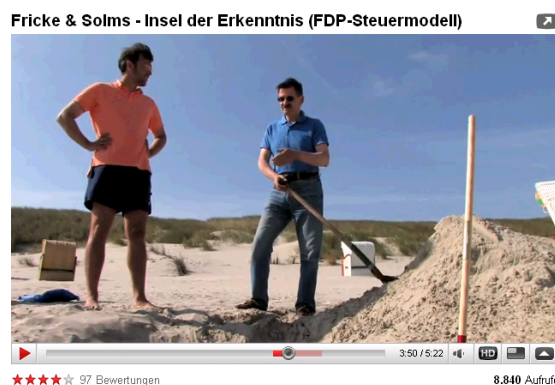 Fricke & Solms - Insel der Erkenntnis (FDP-Steuermodell)
3:50 / 5:22
HD
97 Bewertungen
8.840 Aufrufe